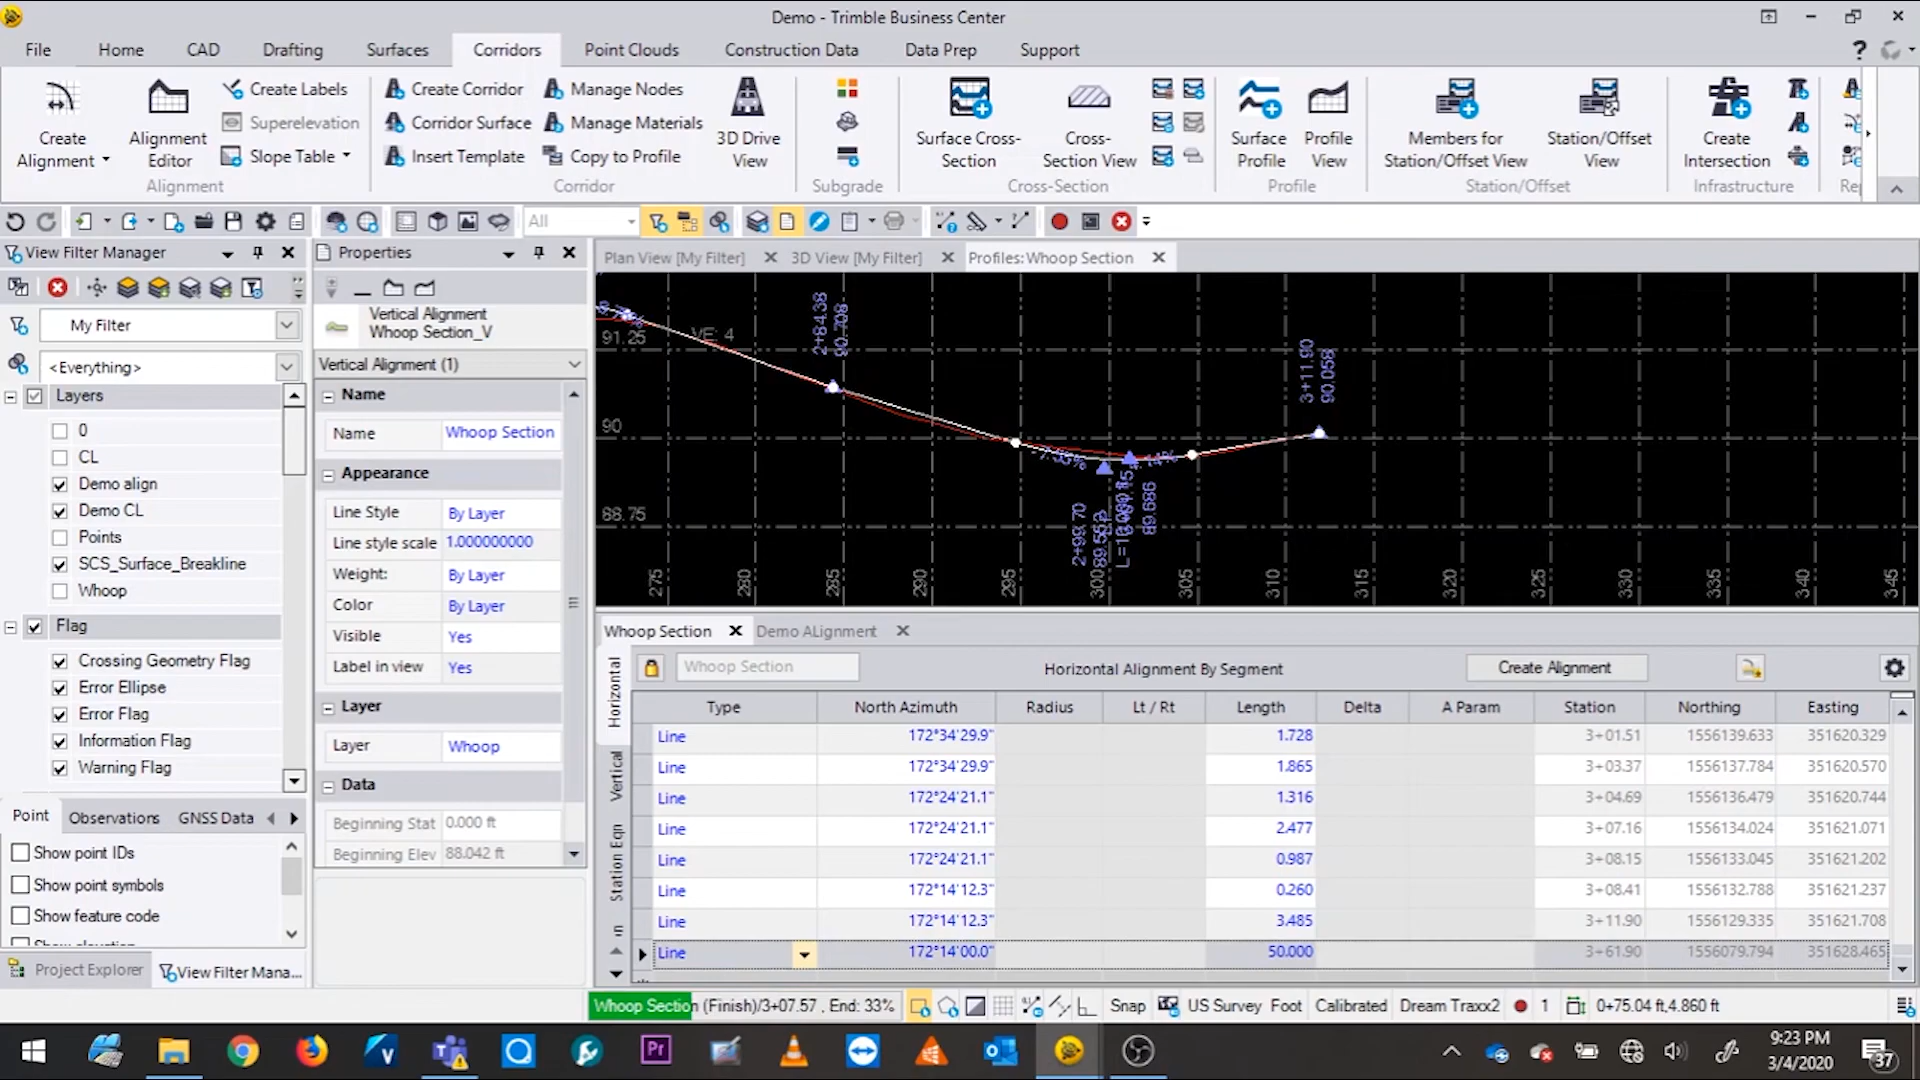 Demo - Trimble Business Center
File Home CAD Drafting Surfaces Corridors Point Clouds Construction Data Data Prep Support
Create Alignment
Alignment Editor
Create Labels
Superelevation
Slope Table
Alignment
Create Corridor
Corridor Surface
Insert Template
Manage Nodes
Manage Materials
Copy to Profile
3D Drive View
Corridor
Subgrade
Surface Cross-Section
Cross-Section View
Cross-Section
Surface Profile
Profile View
Profile
Members for Station/Offset View
Station/Offset View
Station/Offset
Create Intersection
Infrastructure
Rep
All
View Filter Manager
My Filter
<Everything>
Layers
0
CL
Demo align
Demo CL
Points
SCS_Surface_Breakline
Whoop
Flag
Crossing Geometry Flag
Error Ellipse
Error Flag
Information Flag
Warning Flag
Point Observations GNSS Data
Show point IDs
Show point symbols
Show feature code
Project Explorer View Filter Mana...
Properties
Vertical Alignment
Whoop Section_V
Vertical Alignment (1)
Name
Name Whoop Section
Appearance
Line Style By Layer
Line style scale 1.000000000
Weight: By Layer
Color By Layer
Visible Yes
Label in view Yes
Layer
Layer Whoop
Data
Beginning Stat 0.000 ft
Beginning Elev 88.042 ft
Plan View [My Filter] 3D View [My Filter] Profiles: Whoop Section
91.25
VE: 4
2+84.38
90.708
3+11.90
90.058
90
88.75
2+99.70
89.686
275 280 285 290 295 300 305 310 315 320 325 330 335 340 345
Whoop Section Demo ALignment
Horizontal
Vertical
Station Eqn
Whoop Section Horizontal Alignment By Segment Create Alignment
Type North Azimuth Radius Lt / Rt Length Delta A Param Station Northing Easting
Line 172°34'29.9" 1.728 3+01.51 1556139.633 351620.329
Line 172°34'29.9" 1.865 3+03.37 1556137.784 351620.570
Line 172°24'21.1" 1.316 3+04.69 1556136.479 351620.744
Line 172°24'21.1" 2.477 3+07.16 1556134.024 351621.071
Line 172°24'21.1" 0.987 3+08.15 1556133.045 351621.202
Line 172°14'12.3" 0.260 3+08.41 1556132.788 351621.237
Line 172°14'12.3" 3.485 3+11.90 1556129.335 351621.708
Line 172°14'00.0" 50.000 3+61.90 1556079.794 351628.465
Whoop Section (Finish)/3+07.57 , End: 33% Snap US Survey Foot Calibrated Dream Traxx2 1 0+75.04 ft,4.860 ft
Pr
9:23 PM
3/4/2020
37